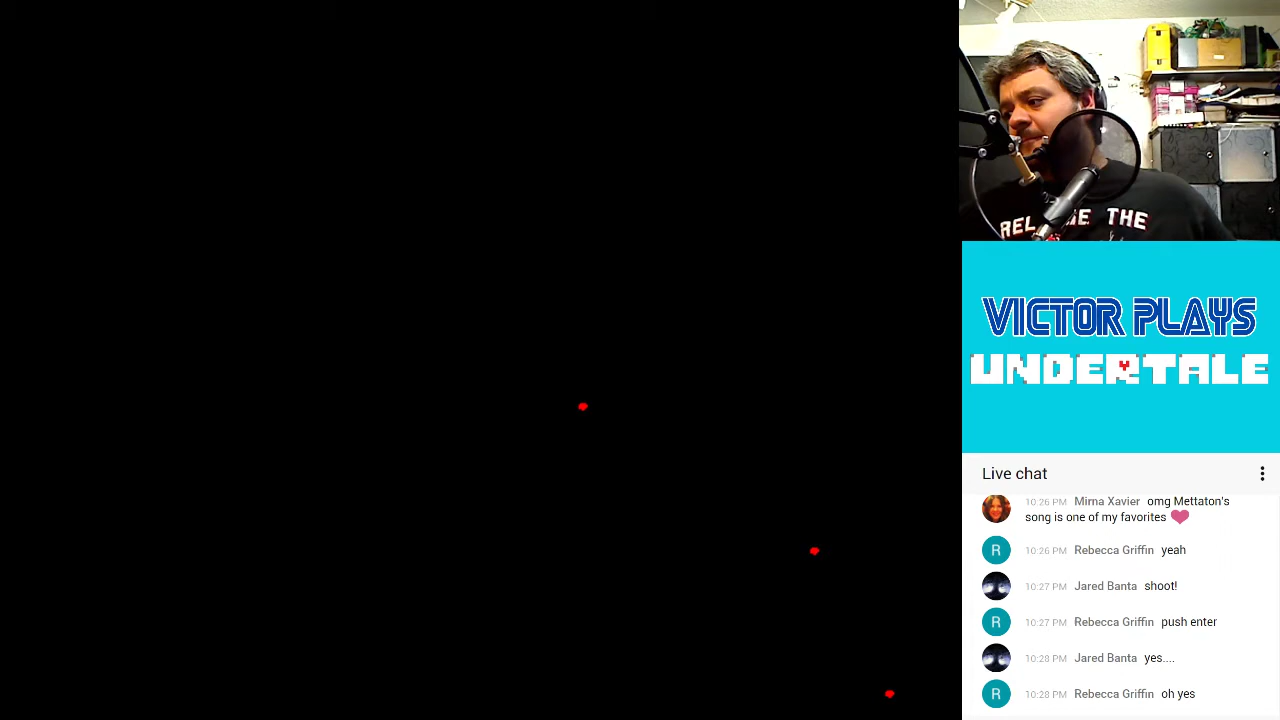 REL SE THE
VICTOR PLAYS
UNDERTALE
Live chat
10:26 PM Mirna Xavier omg Mettaton's
song is one of my favorites
R 10:26 PM Rebecca Griffin yeah
10:27 PM Jared Banta shoot!
R 10:27 PM Rebecca Griffin push enter
10:28 PM Jared Banta yes....
R 10:28 PM Rebecca Griffin oh yes